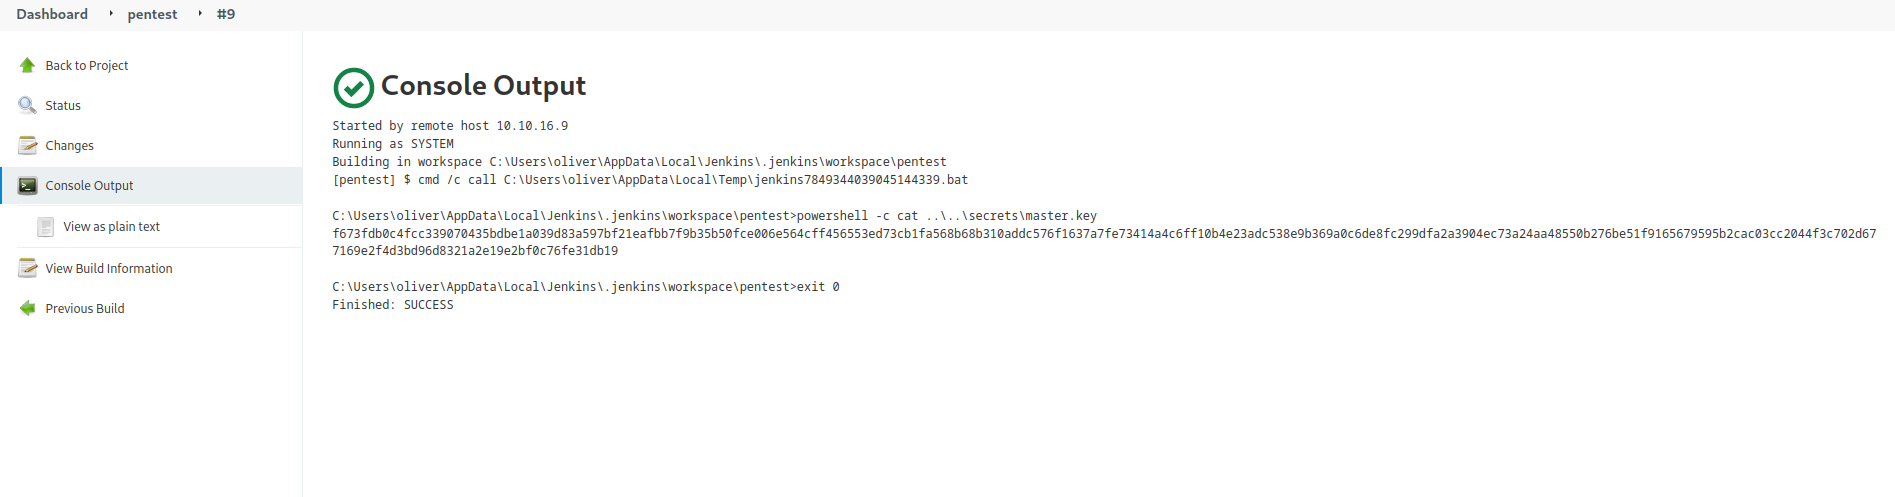 Dashboard pentest #9
Back to Project
Status
Changes
Console Output
View as plain text
View Build Information
Previous Build
Console Output
Started by remote host 10.10.16.9
Running as SYSTEM
Building in workspace C:\Users\oliver\AppData\Local\Jenkins\.jenkins\workspace\pentest
[pentest] $ cmd /c call C:\Users\oliver\AppData\Local\Temp\jenkins7849344039045144339.bat
C:\Users\oliver\AppData\Local\Jenkins\.jenkins\workspace\pentest>powershell -c cat ..\..\secrets\master.key
f673fdb0c4fcc339070435bdbe1a039d83a597bf21eafbb7f9b35b50fce006e564cff456553ed73cb1fa568b68b310addc576f1637a7fe73414a4c6ff10b4e23adc538e9b369a0c6de8fc299dfa2a3904ec73a24aa48550b276be51f9165679595b2cac03cc2044f3c702d67
7169e2f4d3bd96d8321a2e19e2bf0c76fe31db19
C:\Users\oliver\AppData\Local\Jenkins\.jenkins\workspace\pentest>exit 0
Finished: SUCCESS